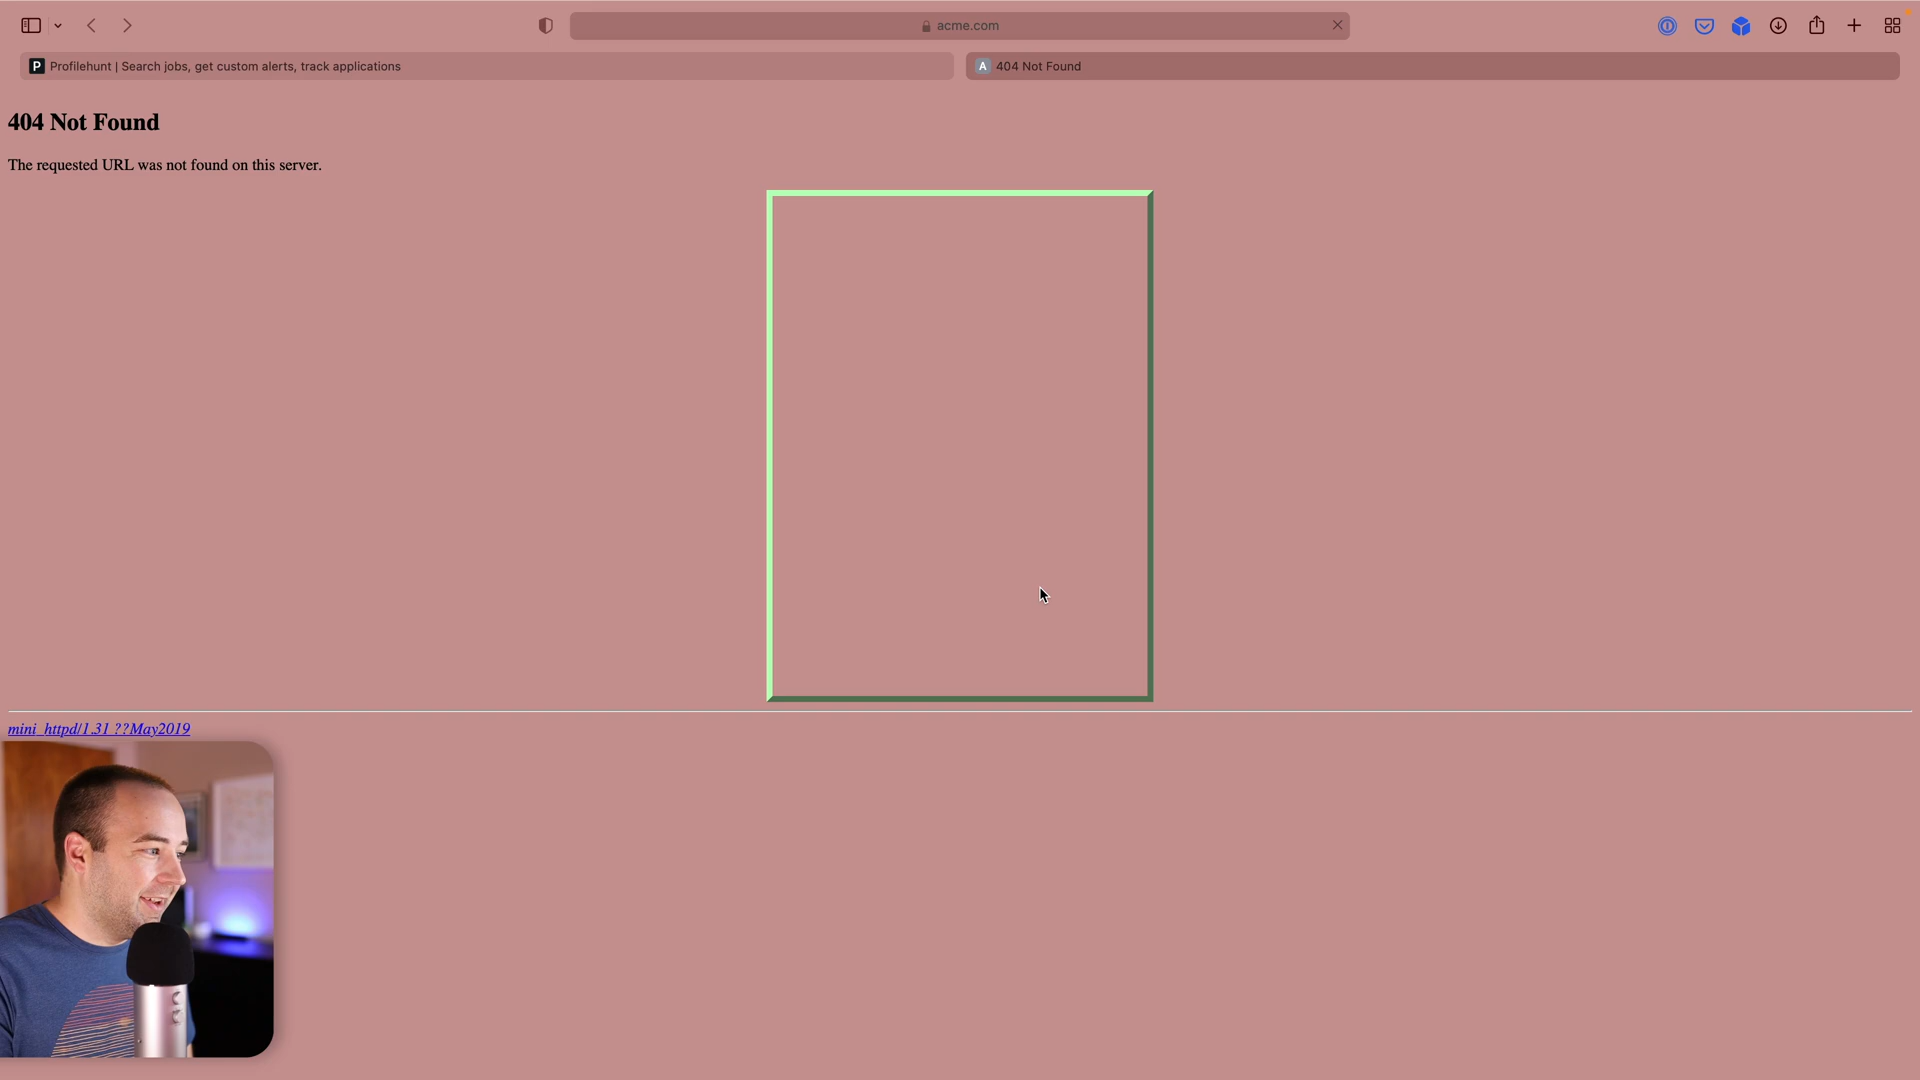 acme.com
P Profilehunt | Search jobs, get custom alerts, track applications
A 404 Not Found
404 Not Found
The requested URL was not found on this server.
mini_httpd/1.31 ??May2019